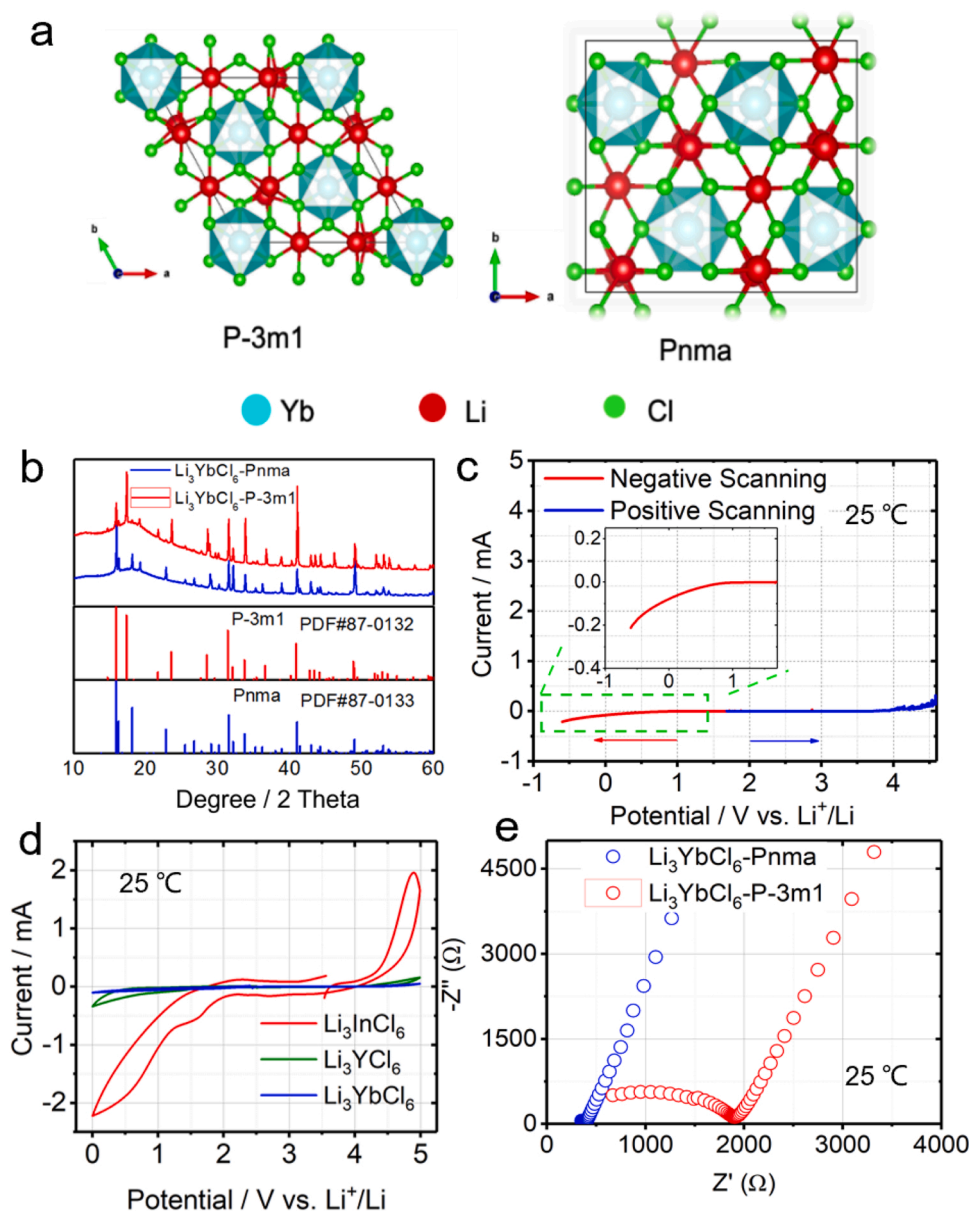 a
b
a
P-3m1
b
a
Pnma
Yb
Li
Cl
b
Li₃YbCl₆-Pnma
Li₃YbCl₆-P-3m1
P-3m1
PDF#87-0132
Pnma
PDF#87-0133
10 20 30 40 50 60
Degree / 2 Theta
c
Negative Scanning
Positive Scanning
25 ℃
5
4
3
2
1
0
-1
0.2
0.0
-0.2
-0.4
-1 0 1
-1 0 1 2 3 4
Current / mA
Potential / V vs. Li⁺/Li
d
25 ℃
2
1
0
-1
-2
Current / mA
Li₃InCl₆
Li₃YCl₆
Li₃YbCl₆
0 1 2 3 4 5
Potential / V vs. Li⁺/Li
e
Li₃YbCl₆-Pnma
Li₃YbCl₆-P-3m1
4500
3000
1500
0
-Z'' (Ω)
25 ℃
0 1000 2000 3000 4000
Z' (Ω)